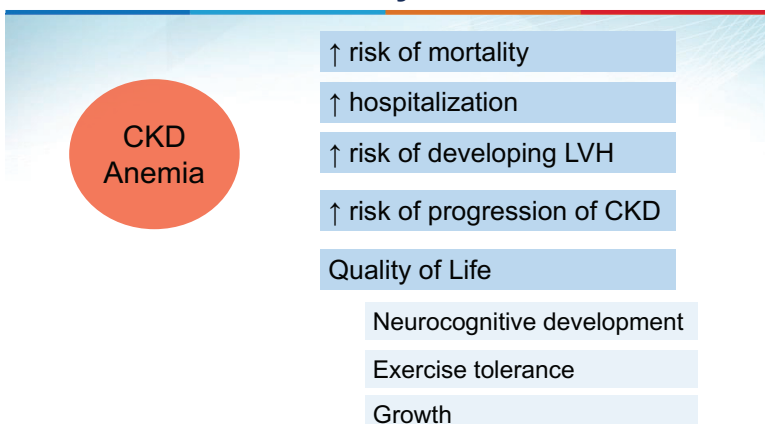 CKD
Anemia
↑ risk of mortality
↑ hospitalization
↑ risk of developing LVH
↑ risk of progression of CKD
Quality of Life
Neurocognitive development
Exercise tolerance
Growth